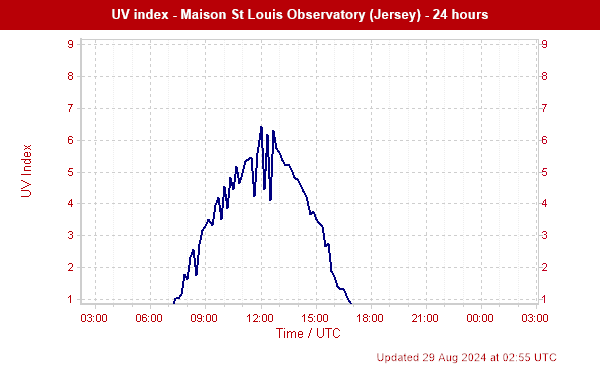 UV index - Maison St Louis Observatory (Jersey) - 24 hours
9 9
8 8
7 7
6 6
5 5
4 4
3 3
2 2
1 1
UV Index
03:00 06:00 09:00 12:00 15:00 18:00 21:00 00:00 03:00
Time / UTC
Updated 29 Aug 2024 at 02:55 UTC